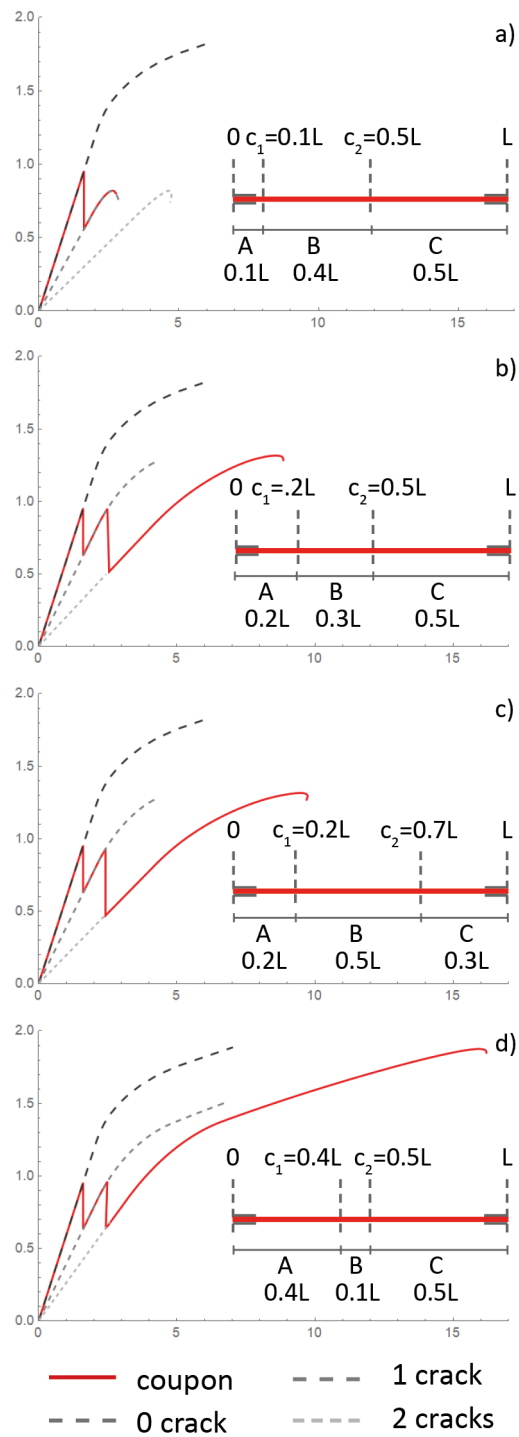 a)
2.0
1.5
1.0
0.5
0.0
0 5 10 15
0 c1=0.1L c2=0.5L L
A B C
0.1L 0.4L 0.5L
b)
2.0
1.5
1.0
0.5
0.0
0 5 10 15
0 c1=.2L c2=0.5L L
A B C
0.2L 0.3L 0.5L
c)
2.0
1.5
1.0
0.5
0.0
0 5 10 15
0 c1=0.2L c2=0.7L L
A B C
0.2L 0.5L 0.3L
d)
2.0
1.5
1.0
0.5
0.0
0 5 10 15
0 c1=0.4L c2=0.5L L
A B C
0.4L 0.1L 0.5L
coupon 1 crack
0 crack 2 cracks